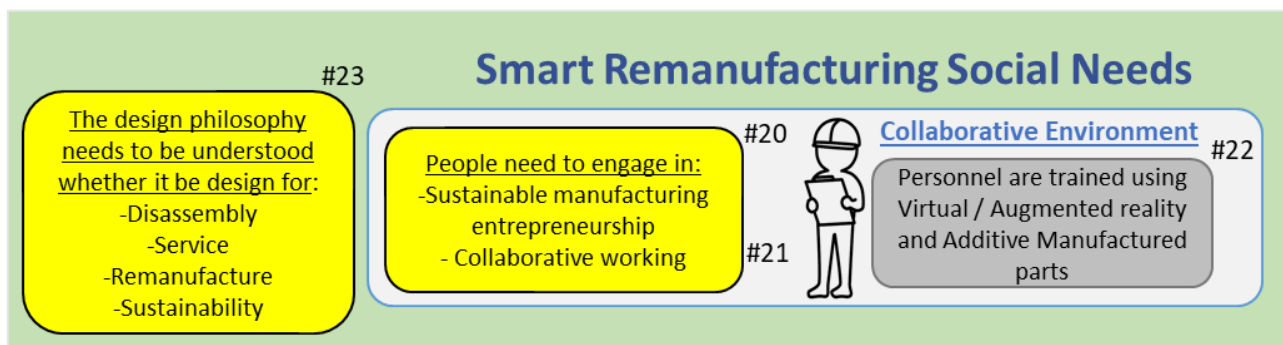 Smart Remanufacturing Social Needs
#23
The design philosophy
needs to be understood
whether it be design for:
-Disassembly
-Service
-Remanufacture
-Sustainability
#20
People need to engage in:
-Sustainable manufacturing
entrepreneurship
- Collaborative working
#21
Collaborative Environment
#22
Personnel are trained using
Virtual / Augmented reality
and Additive Manufactured
parts